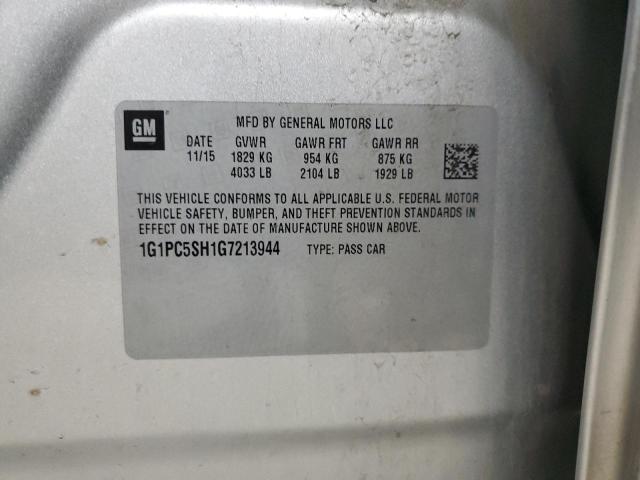 GM
MFD BY GENERAL MOTORS LLC
DATE GVWR GAWR FRT GAWR RR
11/15 1829 KG 954 KG 875 KG
4033 LB 2104 LB 1929 LB
THIS VEHICLE CONFORMS TO ALL APPLICABLE U.S. FEDERAL MOTOR
VEHICLE SAFETY, BUMPER, AND THEFT PREVENTION STANDARDS IN
EFFECT ON THE DATE OF MANUFACTURE SHOWN ABOVE.
1G1PC5SH1G7213944 TYPE: PASS CAR